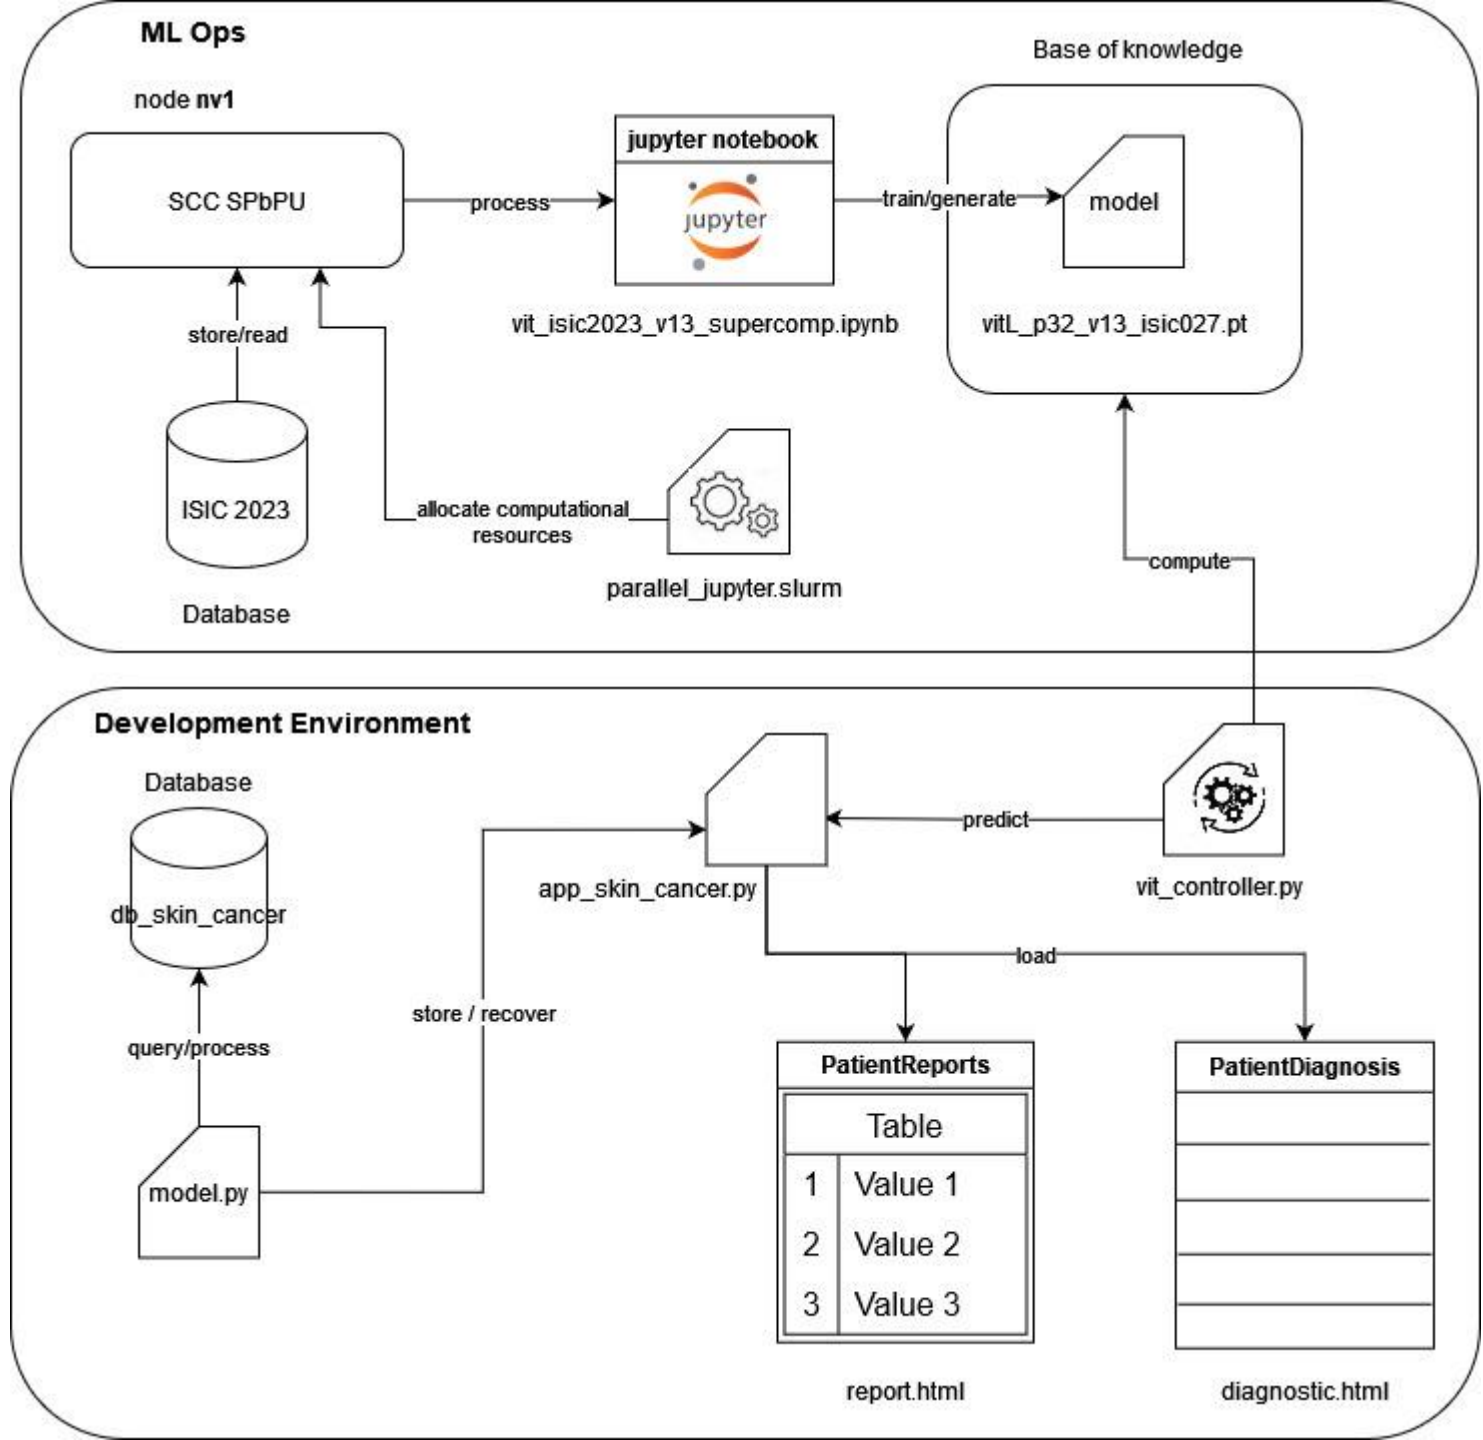 ML Ops
Base of knowledge
node nv1
jupyter notebook
SCC SPbPU
process
jupyter
train/generate
model
vit_isic2023_v13_supercomp.ipynb
vitL_p32_v13_isic027.pt
store/read
ISIC 2023
allocate computational
resources
compute
parallel_jupyter.slurm
Database
Development Environment
Database
predict
app_skin_cancer.py
vit_controller.py
db_skin_cancer
load
store / recover
query/process
PatientReports
PatientDiagnosis
Table
model.py
1 Value 1
2 Value 2
3 Value 3
report.html
diagnostic.html